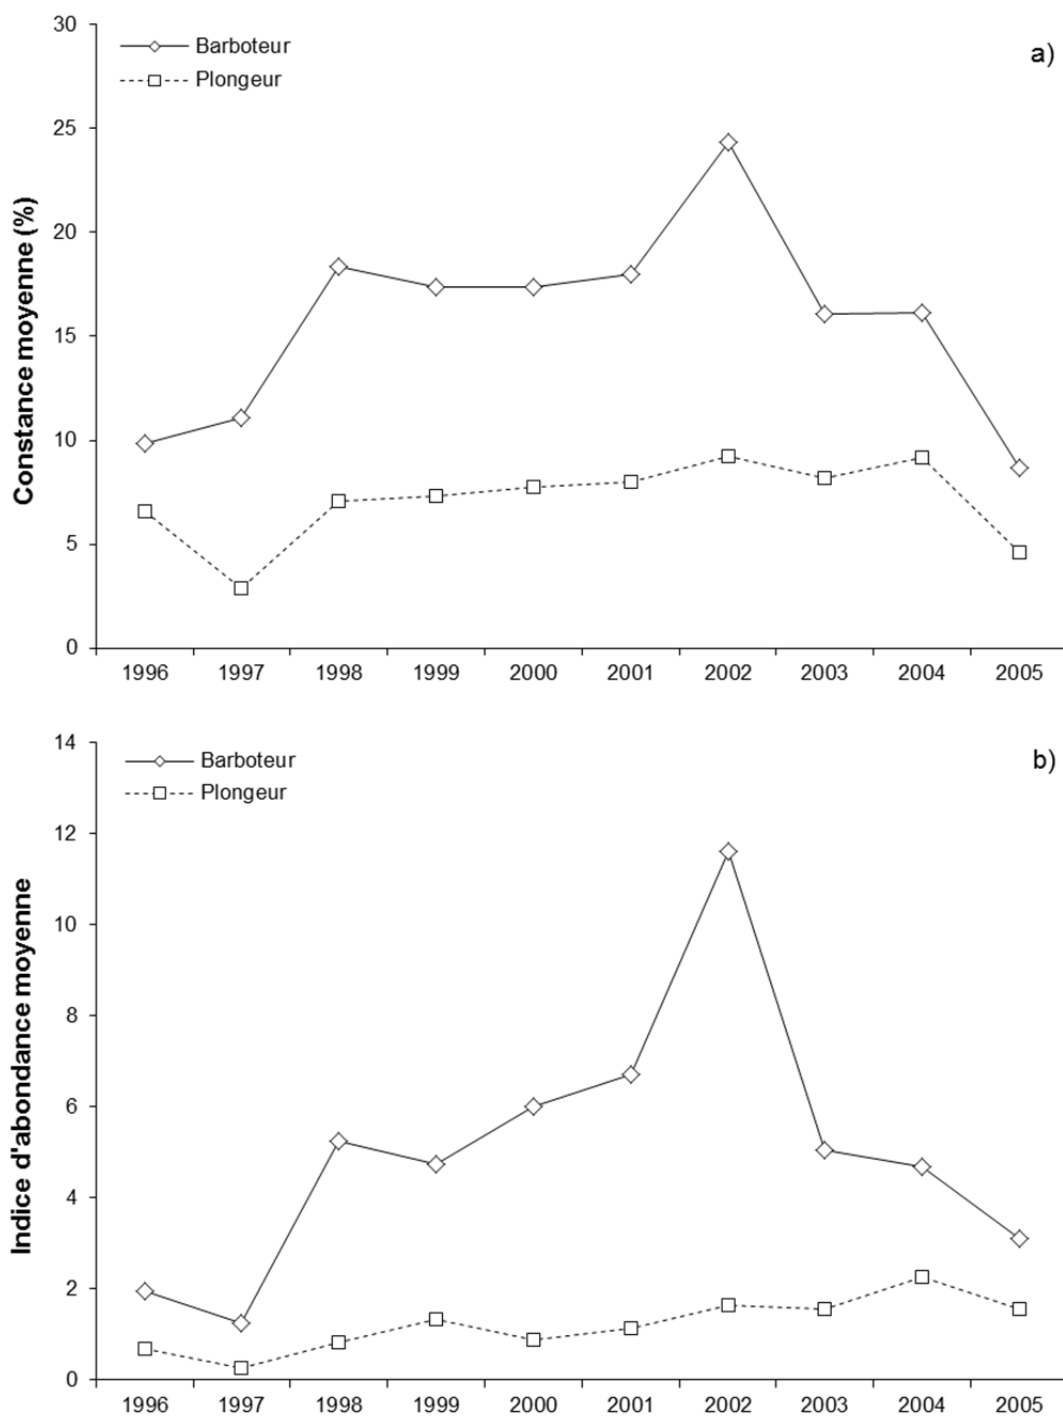 30
25
20
15
10
5
0
Constance moyenne (%)
Barboteur
Plongeur
a)
1996 1997 1998 1999 2000 2001 2002 2003 2004 2005
14
12
10
8
6
4
2
0
Indice d'abondance moyenne
Barboteur
Plongeur
b)
1996 1997 1998 1999 2000 2001 2002 2003 2004 2005